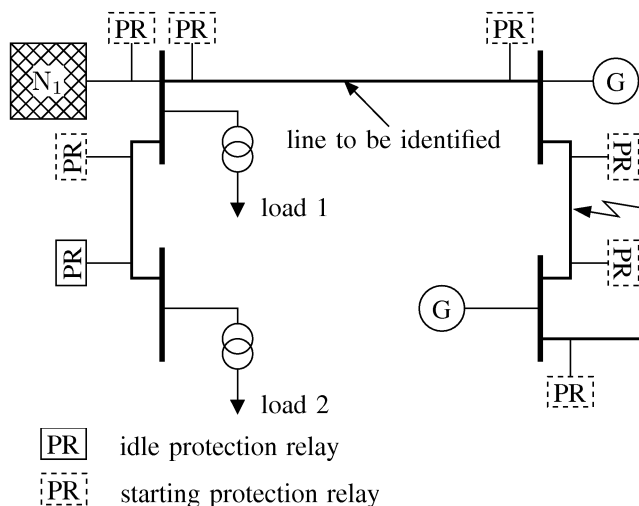 PR PR PR
N1 G
line to be identified
PR PR
load 1
PR PR
G
PR
load 2
PR idle protection relay
PR starting protection relay